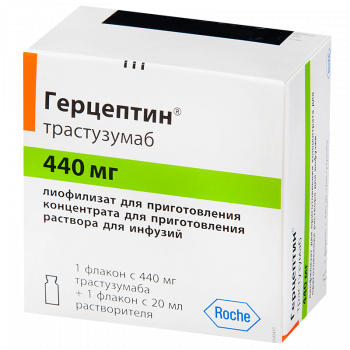 Герцептин®
трастузумаб
440 мг
лиофилизат для приготовления
концентрата для приготовления
раствора для инфузий
1 флакон с 440 мг
трастузумаба
+ 1 флакон с 20 мл
растворителя
Roche